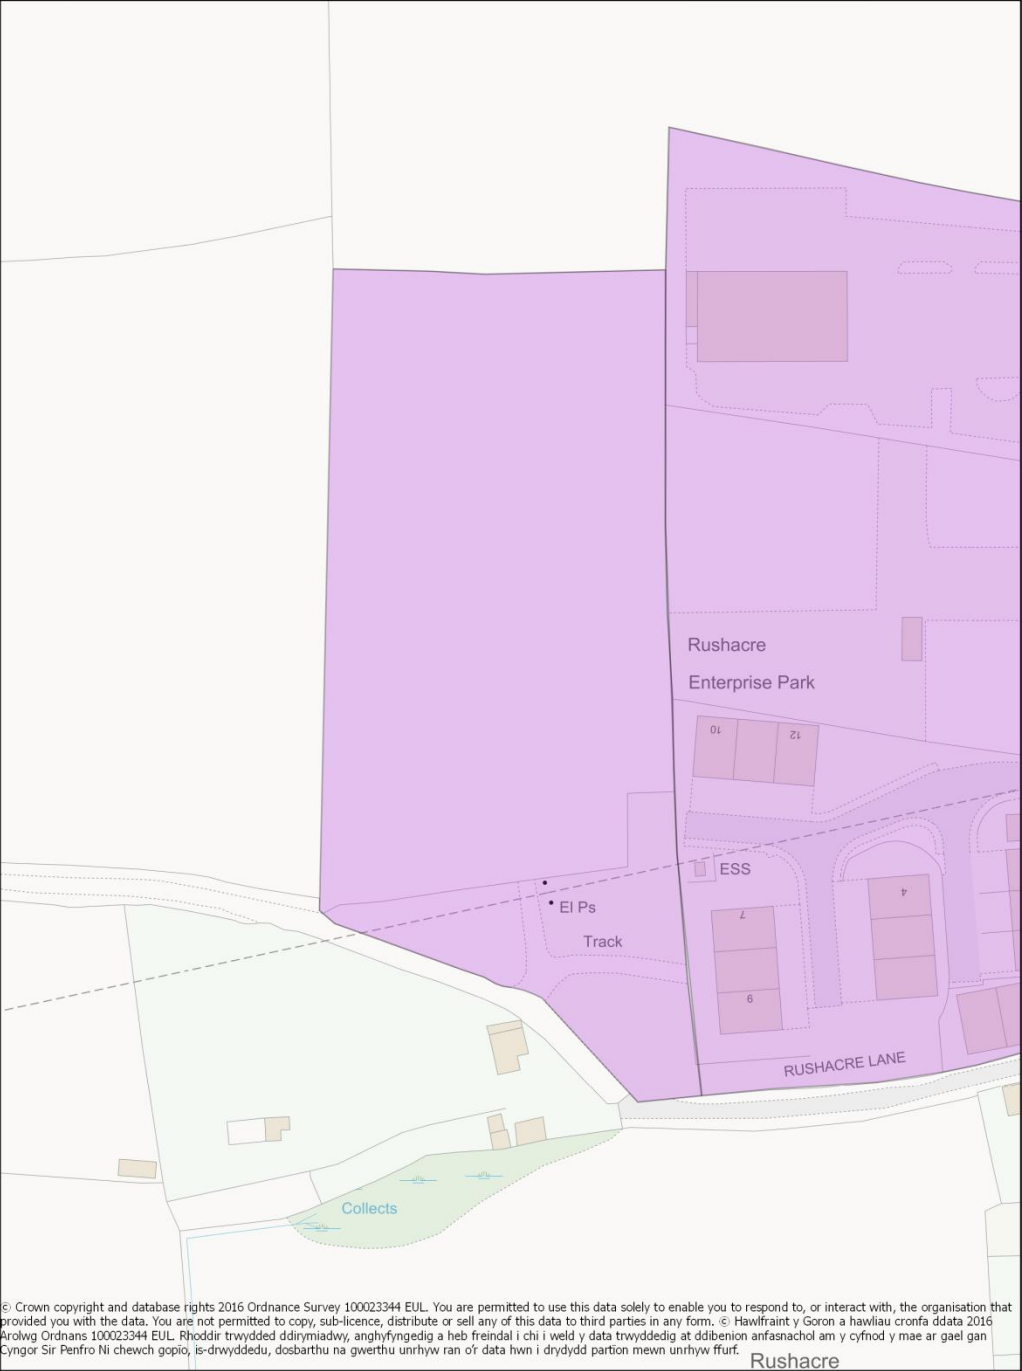 Rushacre
Enterprise Park
10
12
ESS
El Ps
Track
4
7
6
RUSHACRE LANE
Collects
© Crown copyright and database rights 2016 Ordnance Survey 100023344 EUL. You are permitted to use this data solely to enable you to respond to, or interact with, the organisation that
provided you with the data. You are not permitted to copy, sub-licence, distribute or sell any of this data to third parties in any form. © Hawlfraint y Goron a hawliau cronfa ddata 2016
Arolwg Ordnans 100023344 EUL. Rhoddir trwydded ddirymiadwy, anghyfyngedig a heb freindal i chi i weld y data trwyddedig at ddibenion anfasnachol am y cyfnod y mae ar gael gan
Cyngor Sir Penfro Ni chewch gopïo, is-drwyddedu, dosbarthu na gwerthu unrhyw ran o'r data hwn i drydydd partïon mewn unrhyw ffurf.
Rushacre